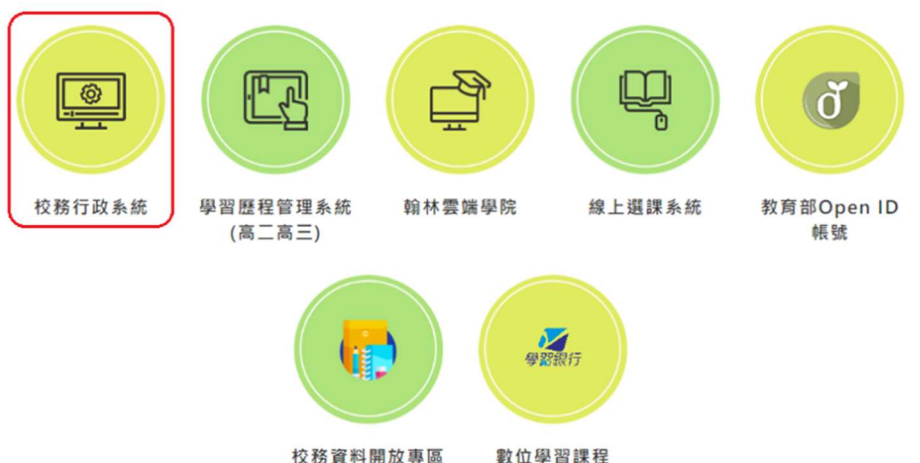 校務行政系統
學習歷程管理系統
(高二高三)
翰林雲端學院
線上選課系統
教育部Open ID
帳號
學習銀行
校務資料開放專區
數位學習課程